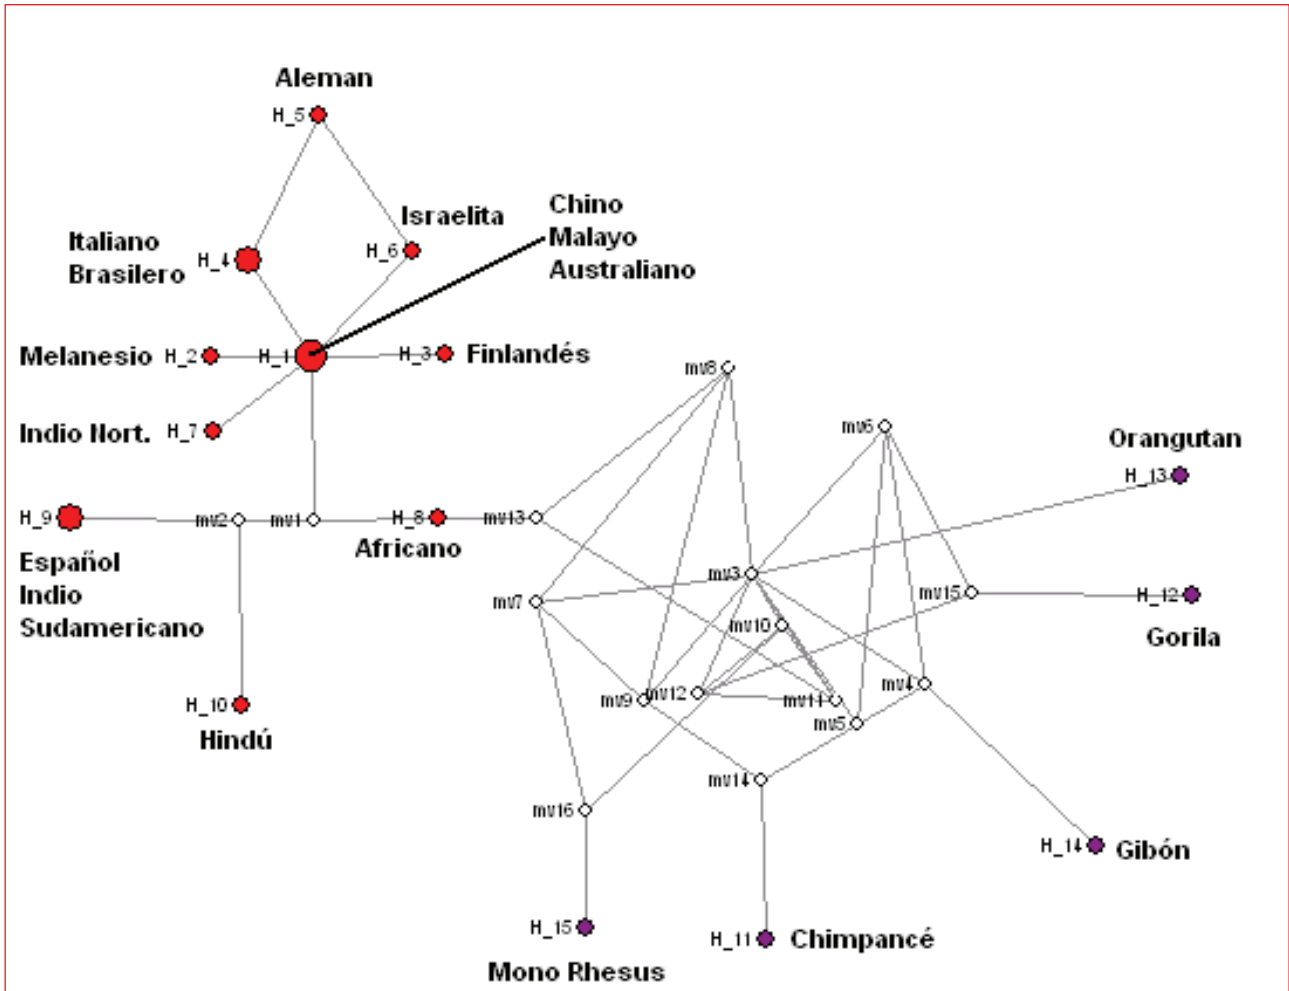 Aleman
H_5
Israelita
H_6
Chino
Malayo
Australiano
Italiano
Brasilero
H_4
Melanesio
H_2
H_1
H_3
Finlandés
Indio Nort.
H_7
mv8
mv6
Orangutan
H_13
H_9
mv2
mv1
H_8
mv13
Africano
Español
Indio
Sudamericano
mv3
mv7
mv15
H_12
Gorila
mv10
mv9
mv12
mv11
mv4
mv5
H_10
Hindú
mv14
mv16
H_14
Gibón
H_15
Mono Rhesus
H_11
Chimpancé